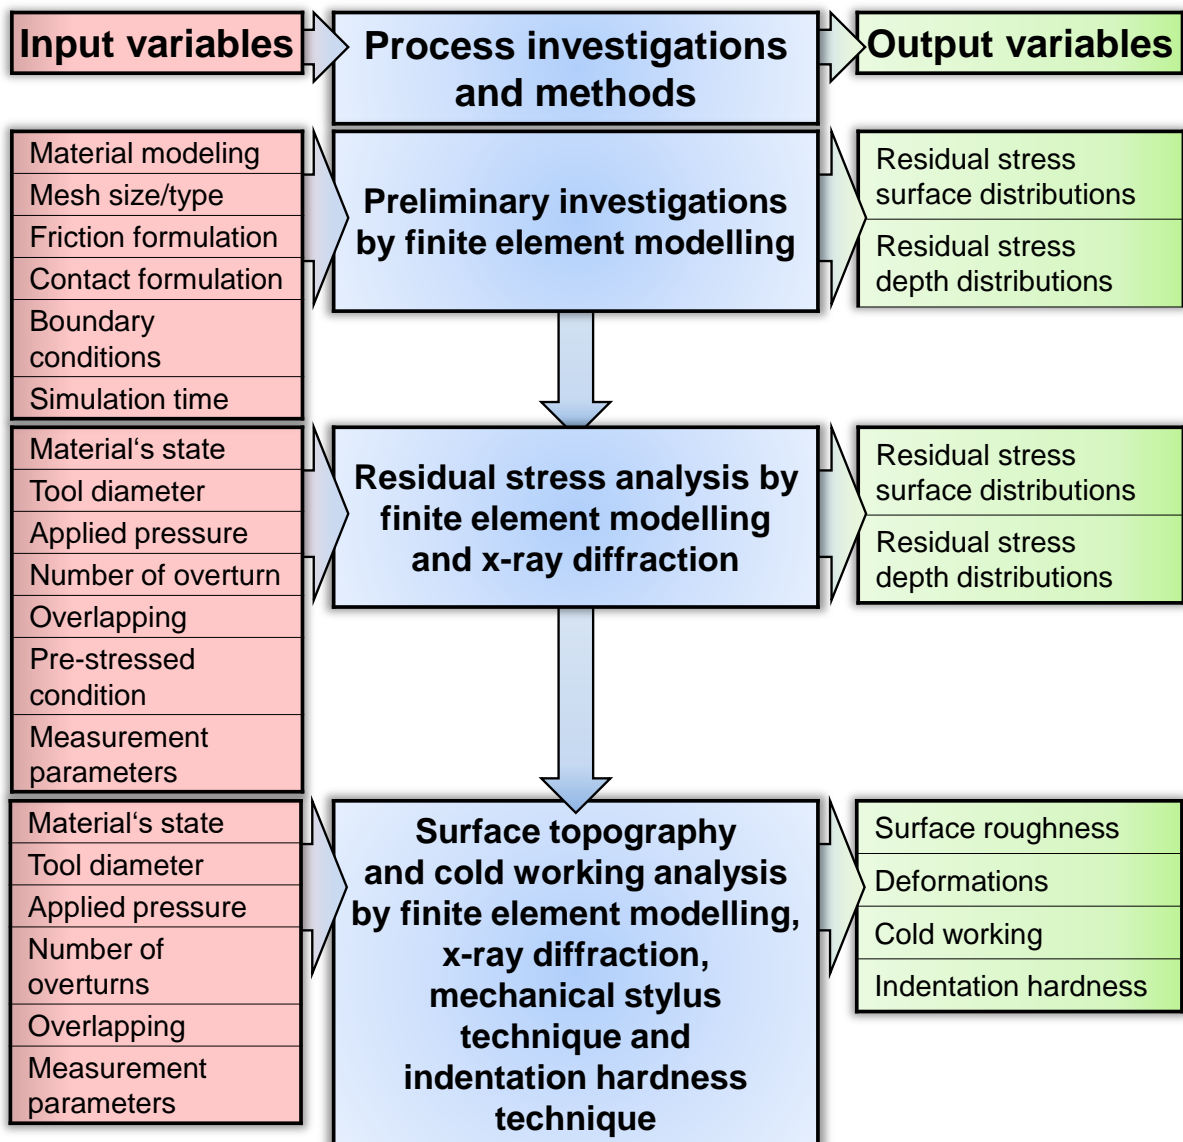 Input variables
Process investigations
and methods
Output variables
Material modeling
Mesh size/type
Friction formulation
Contact formulation
Boundary
conditions
Simulation time
Preliminary investigations
by finite element modelling
Residual stress
surface distributions
Residual stress
depth distributions
Material‘s state
Tool diameter
Applied pressure
Number of overturn
Overlapping
Pre-stressed
condition
Measurement
parameters
Residual stress analysis by
finite element modelling
and x-ray diffraction
Residual stress
surface distributions
Residual stress
depth distributions
Material‘s state
Tool diameter
Applied pressure
Number of
overturns
Overlapping
Measurement
parameters
Surface topography
and cold working analysis
by finite element modelling,
x-ray diffraction,
mechanical stylus
technique and
indentation hardness
technique
Surface roughness
Deformations
Cold working
Indentation hardness